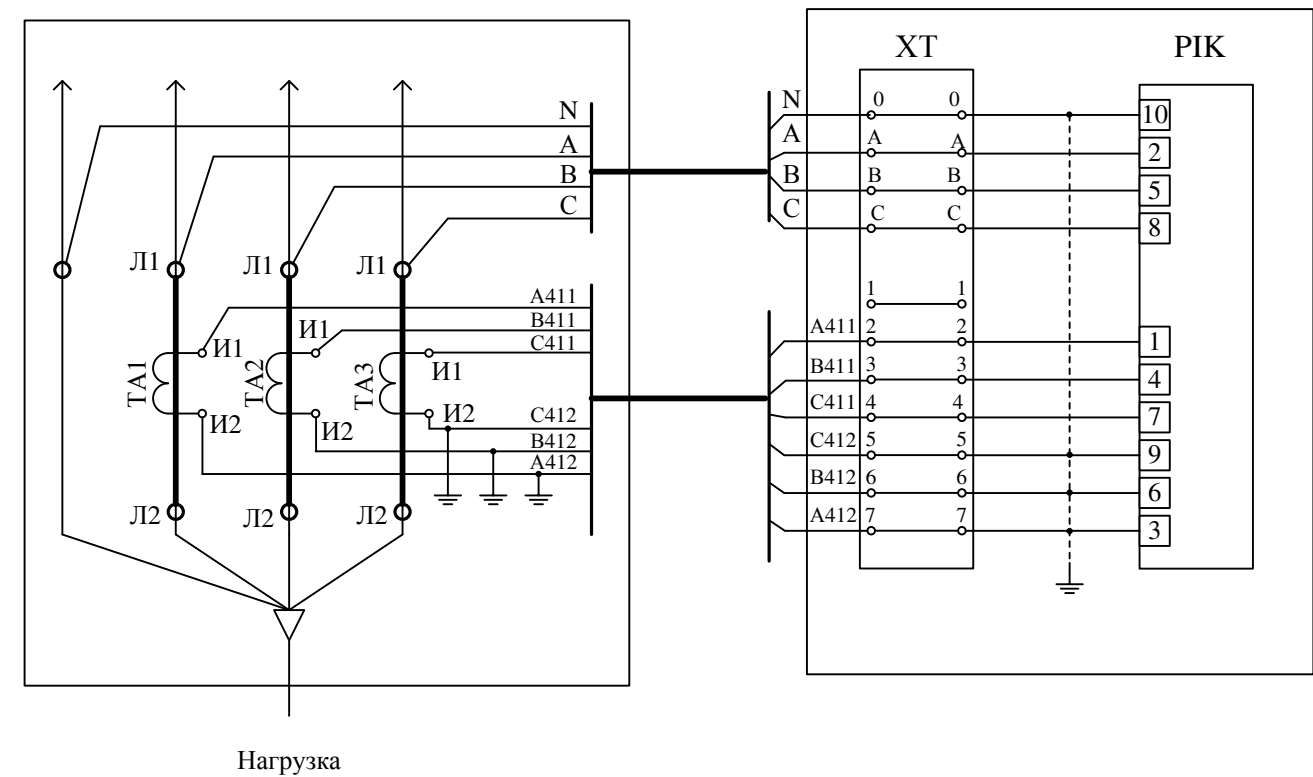 XT
PIK
N
A
B
C
N
A
B
C
0 0
A A
B B
C C
10
2
5
8
Л1
Л1
Л1
A411
B411
C411
И1
И1
И1
TA1
TA2
TA3
И2
И2
И2
C412
B412
A412
Л2
Л2
Л2
1 1
A411 2 2
B411 3 3
C411 4 4
C412 5 5
B412 6 6
A412 7 7
1
4
7
9
6
3
Нагрузка